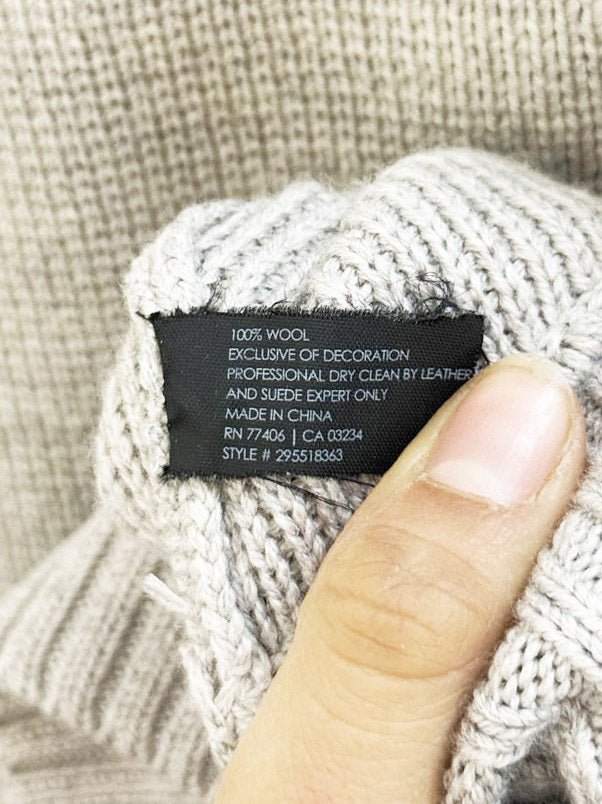 100% WOOL
EXCLUSIVE OF DECORATION
PROFESSIONAL DRY CLEAN BY LEATHER
AND SUEDE EXPERT ONLY
MADE IN CHINA
RN 77406 | CA 03234
STYLE # 295518363